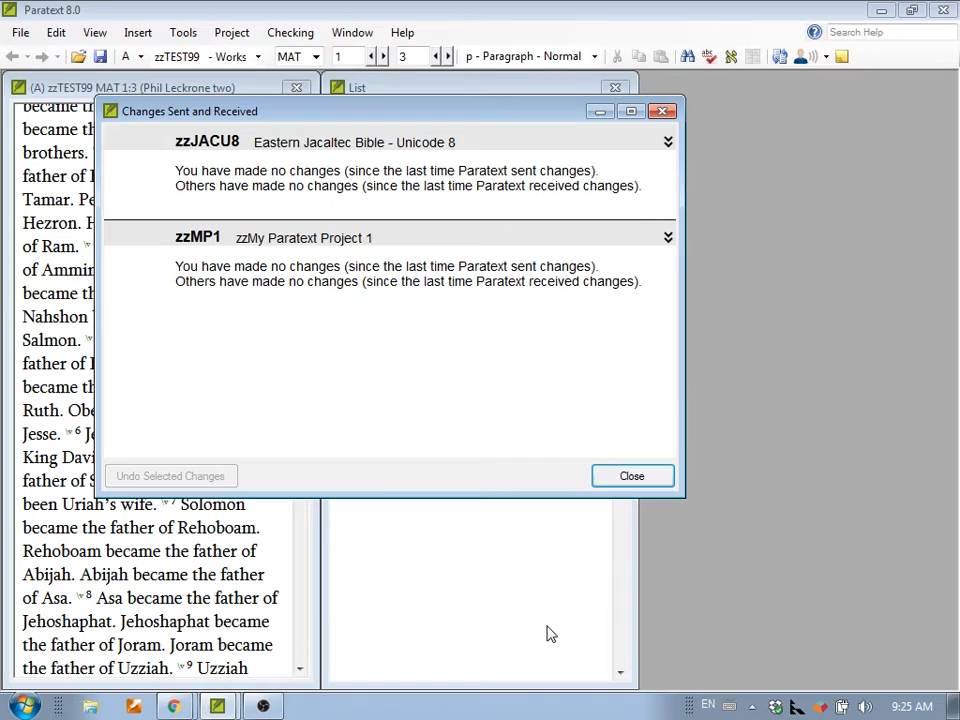 Paratext 8.0
File Edit View Insert Tools Project Checking Window Help
Search Help
A zzTEST99 - Works MAT 1 3 p - Paragraph - Normal
(A) zzTEST99 MAT 1:3 (Phil Leckrone two)
List
Changes Sent and Received
zzJACU8 Eastern Jacaltec Bible - Unicode 8
You have made no changes (since the last time Paratext sent changes).
Others have made no changes (since the last time Paratext received changes).
zzMP1 zzMy Paratext Project 1
You have made no changes (since the last time Paratext sent changes).
Others have made no changes (since the last time Paratext received changes).
Undo Selected Changes
Close
became the
became the
brothers.
father of
Tamar. Pe
Hezron. H
of Ram.
of Ammin
became the
Nahshon
Salmon.
father of
became the
Ruth. Obe
Jesse. 6 Je
King Davi
father of S
been Uriah's wife. 7 Solomon
became the father of Rehoboam.
Rehoboam became the father of
Abijah. Abijah became the father
of Asa. 8 Asa became the father of
Jehoshaphat. Jehoshaphat became
the father of Joram. Joram became
the father of Uzziah. 9 Uzziah
EN
9:25 AM